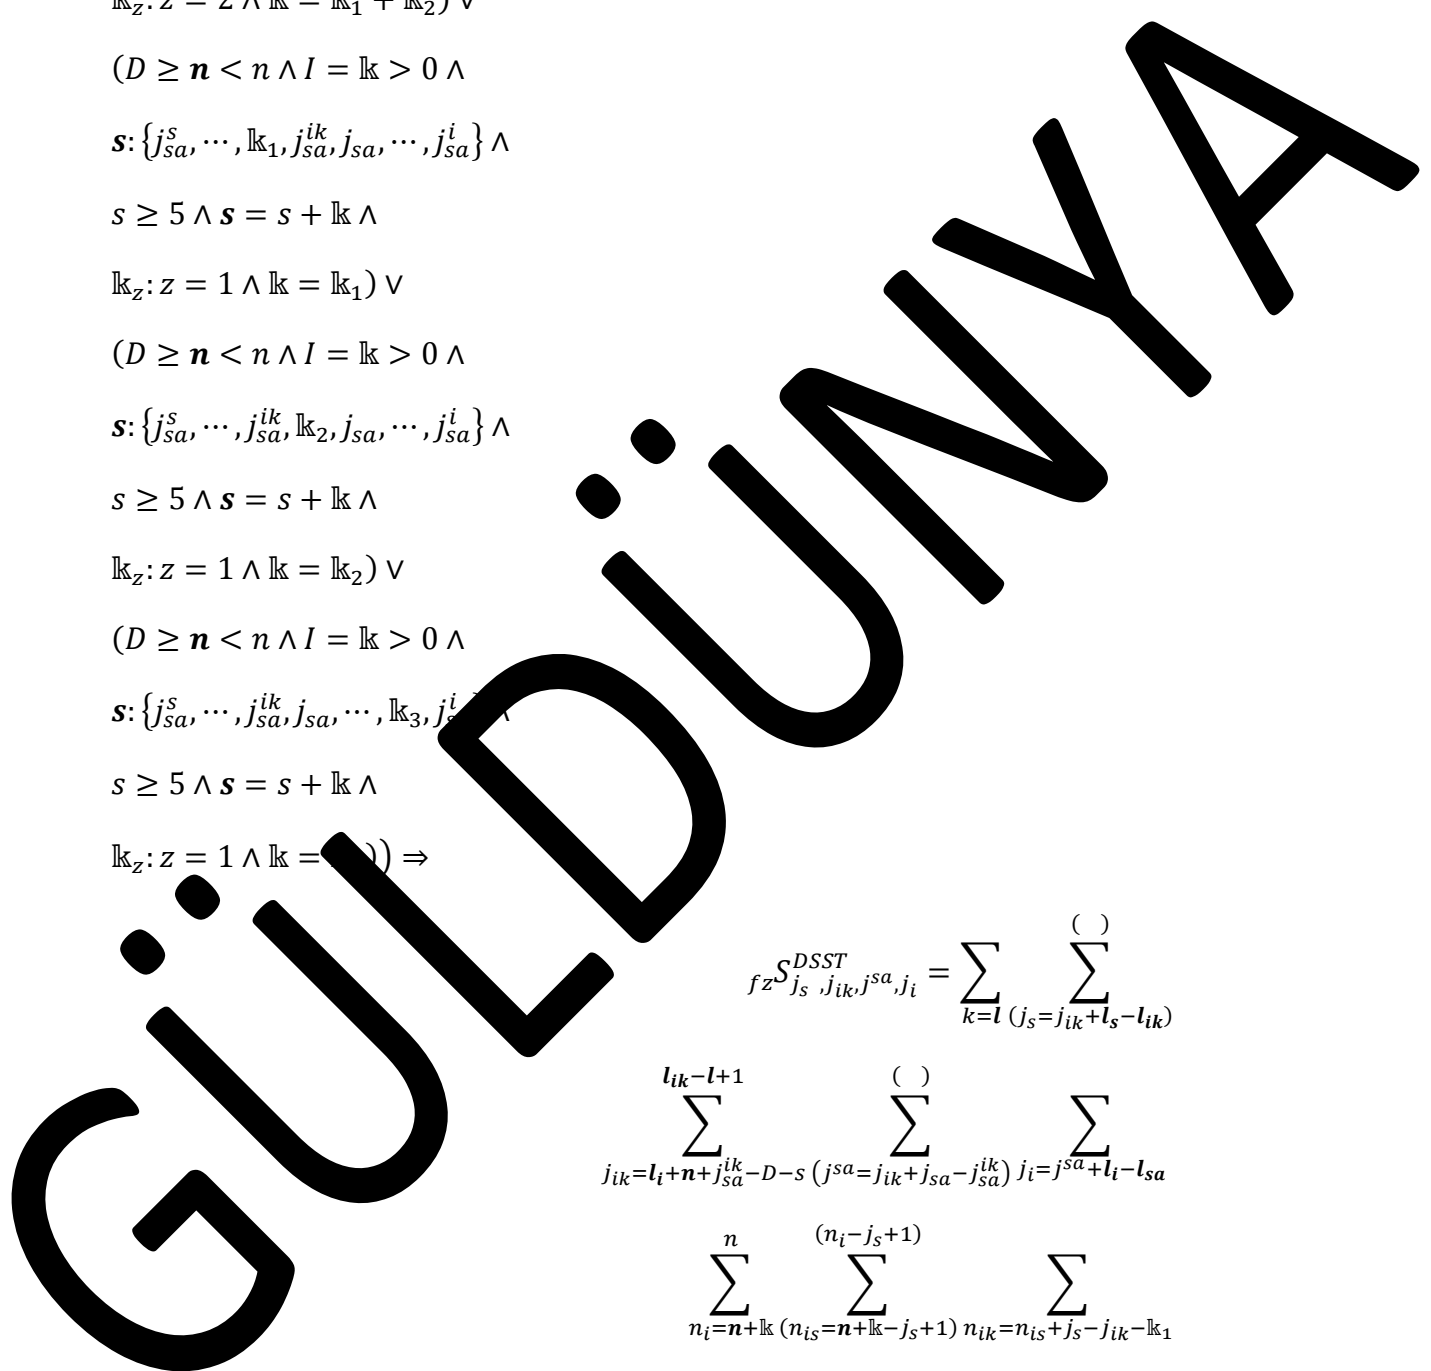 𝕜_z: z = 2 ∧ 𝕜 = 𝕜_1 + 𝕜_2) ∨
(D ≥ 𝒏 < n ∧ I = 𝕜 > 0 ∧
𝒔: {j_{sa}^{s}, ⋯ , 𝕜_1, j_{sa}^{ik}, j_{sa}, ⋯ , j_{sa}^{i}} ∧
s ≥ 5 ∧ 𝒔 = s + 𝕜 ∧
𝕜_z: z = 1 ∧ 𝕜 = 𝕜_1) ∨
(D ≥ 𝒏 < n ∧ I = 𝕜 > 0 ∧
𝒔: {j_{sa}^{s}, ⋯ , j_{sa}^{ik}, 𝕜_2, j_{sa}, ⋯ , j_{sa}^{i}} ∧
s ≥ 5 ∧ 𝒔 = s + 𝕜 ∧
𝕜_z: z = 1 ∧ 𝕜 = 𝕜_2) ∨
(D ≥ 𝒏 < n ∧ I = 𝕜 > 0 ∧
𝒔: {j_{sa}^{s}, ⋯ , j_{sa}^{ik}, j_{sa}, ⋯ , 𝕜_3, j^{i} ∧
s ≥ 5 ∧ 𝒔 = s + 𝕜 ∧
𝕜_z: z = 1 ∧ 𝕜 = )) ⇒
GÜLDÜNYA
_{fz}S_{j_s ,j_{ik},j^{sa},j_i}^{DSST} = ∑_{k=𝒍} ∑_{(j_s=j_{ik}+𝒍_𝒔−𝒍_{𝒊𝒌})}^{( )}
∑_{j_{ik}=𝒍_𝒊+𝒏+j_{sa}^{ik}−D−s}^{𝒍_{𝒊𝒌}−𝒍+1} ∑_{(j^{sa}=j_{ik}+j_{sa}−j_{sa}^{ik})}^{( )} ∑_{j_i=j^{sa}+𝒍_𝒊−𝒍_{𝒔𝒂}}
∑_{n_i=𝒏+𝕜}^{n} ∑_{(n_{is}=𝒏+𝕜−j_s+1)}^{(n_i−j_s+1)} ∑_{n_{ik}=n_{is}+j_s−j_{ik}−𝕜_1}